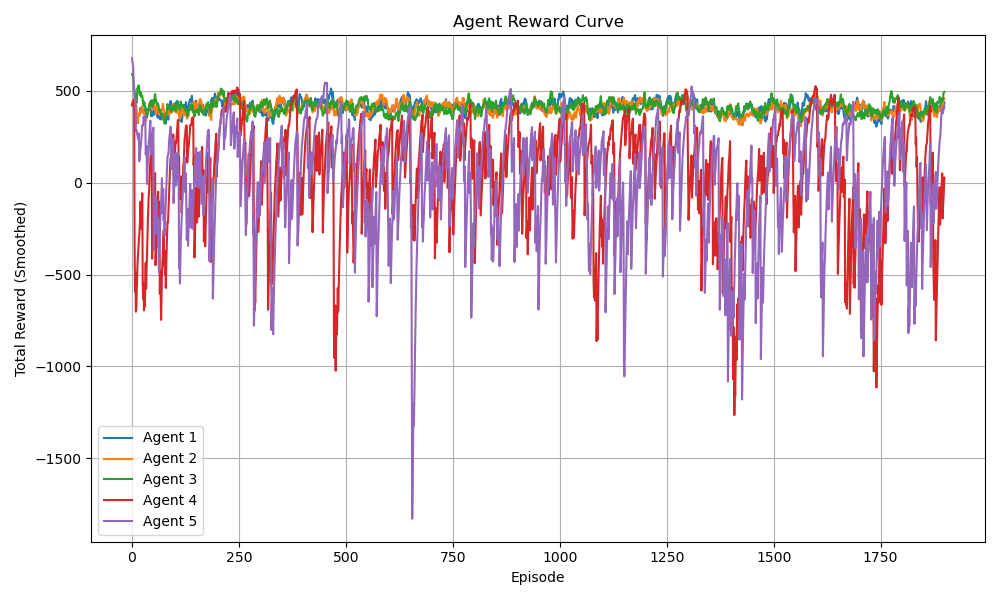 Agent Reward Curve
Total Reward (Smoothed)
500
0
−500
−1000
−1500
Agent 1
Agent 2
Agent 3
Agent 4
Agent 5
0 250 500 750 1000 1250 1500 1750
Episode